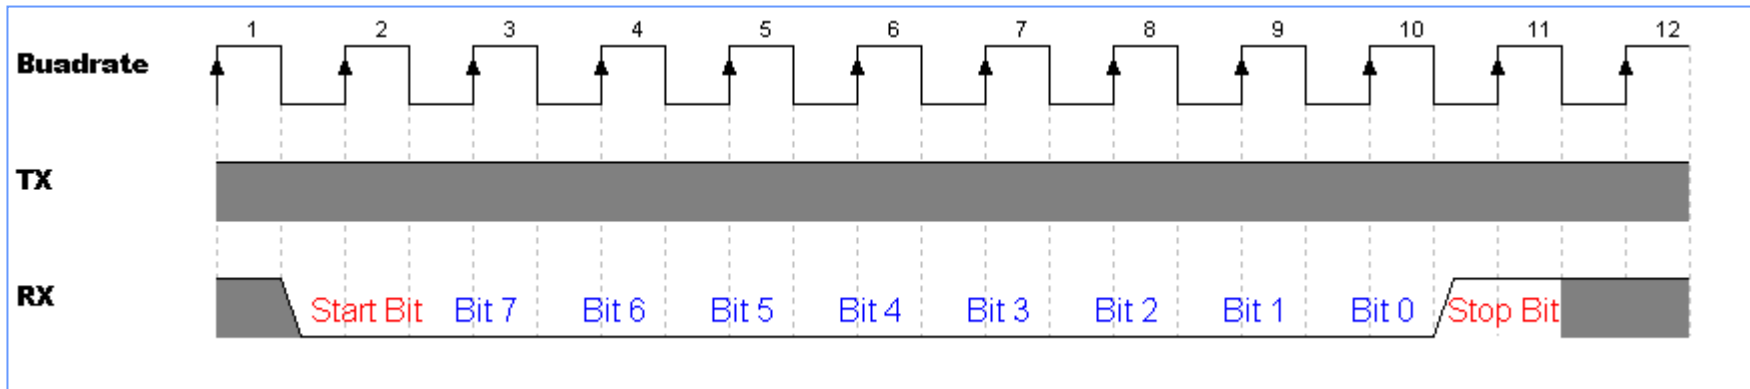 1 2 3 4 5 6 7 8 9 10 11 12
Buadrate
TX
RX Start Bit Bit 7 Bit 6 Bit 5 Bit 4 Bit 3 Bit 2 Bit 1 Bit 0 Stop Bit